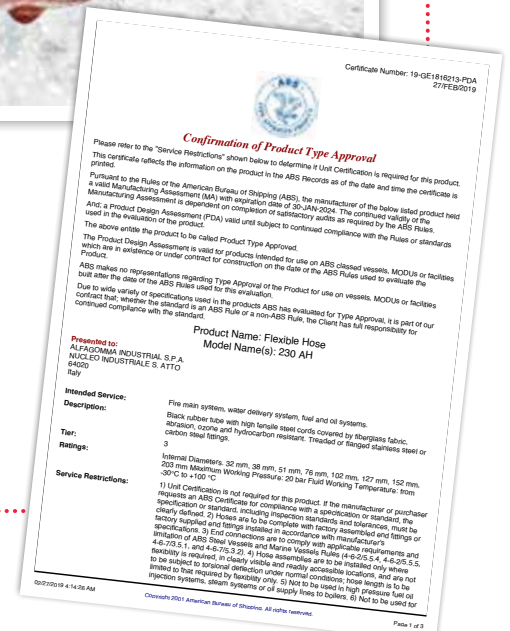 Certificate Number: 19-GE1816213-PDA
27/FEB/2019
ABS
Confirmation of Product Type Approval
Please refer to the "Service Restrictions" shown below to determine if Unit Certification is required for this product.
This certificate reflects the information on the product in the ABS Records as of the date and time the certificate is
printed.
Pursuant to the Rules of the American Bureau of Shipping (ABS), the manufacturer of the below listed product held
a valid Manufacturing Assessment (MA) with expiration date of 30-JAN-2024. The continued validity of the
Manufacturing Assessment is dependent on completion of satisfactory audits as required by the ABS Rules.
And; a Product Design Assessment (PDA) valid until subject to continued compliance with the Rules or standards
used in the evaluation of the product.
The above entitle the product to be called Product Type Approved.
The Product Design Assessment is valid for products intended for use on ABS classed vessels, MODUs or facilities
which are in existence or under contract for construction on the date of the ABS Rules used to evaluate the
Product.
ABS makes no representations regarding Type Approval of the Product for use on vessels, MODUs or facilities
built after the date of the ABS Rules used for this evaluation.
Due to wide variety of specifications used in the products ABS has evaluated for Type Approval, it is part of our
contract that; whether the standard is an ABS Rule or a non-ABS Rule, the Client has full responsibility for
continued compliance with the standard.
Product Name: Flexible Hose
Model Name(s): 230 AH
Presented to:
ALFAGOMMA INDUSTRIAL S.P.A.
NUCLEO INDUSTRIALE S. ATTO
64020
Italy
Intended Service: Fire main system, water delivery system, fuel and oil systems.
Description: Black rubber tube with high tensile steel cords covered by fiberglass fabric,
abrasion, ozone and hydrocarbon resistant. Treaded or flanged stainless steel or
carbon steel fittings.
Tier: 3
Ratings: Internal Diameters. 32 mm, 38 mm, 51 mm, 76 mm, 102 mm. 127 mm, 152 mm.
203 mm Maximum Working Pressure: 20 bar Fluid Working Temperature: from
-30°C to +100 °C
Service Restrictions: 1) Unit Certification is not required for this product. If the manufacturer or purchaser
requests an ABS Certificate for compliance with a specification or standard, the
specification or standard, including inspection standards and tolerances, must be
clearly defined. 2) Hoses are to be complete with factory assembled end fittings or
factory supplied end fittings installed in accordance with manufacturer's
specifications. 3) End connections are to comply with applicable requirements and
limitation of ABS Steel Vessels and Marine Vessels Rules (4-6-2/5.5.4, 4-6-2/5.5.5,
4-6-7/3.5.1, and 4-6-7/5.3.2). 4) Hose assemblies are to be installed only where
flexibility is required, in clearly visible and readily accessible locations, and are not
to be subject to torsional deflection under normal conditions; hose length is to be
limited to that required by flexibility only. 5) Not to be used in high pressure fuel oil
injection systems, steam systems or oil supply lines to boilers. 6) Not to be used for
02/27/2019 4:14:26 AM
Copyright 2001 American Bureau of Shipping. All rights reserved.
Page 1 of 3